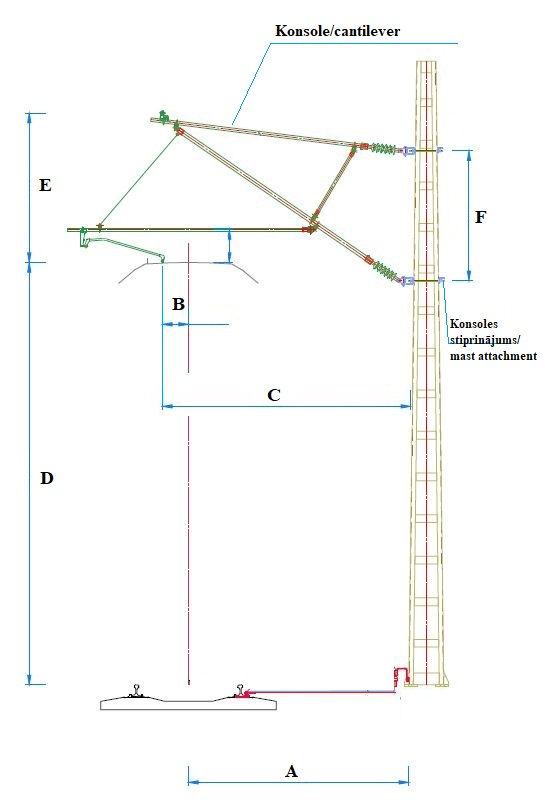 Konsole/cantilever
E
F
B
Konsoles
stiprinājums/
mast attachment
C
D
A